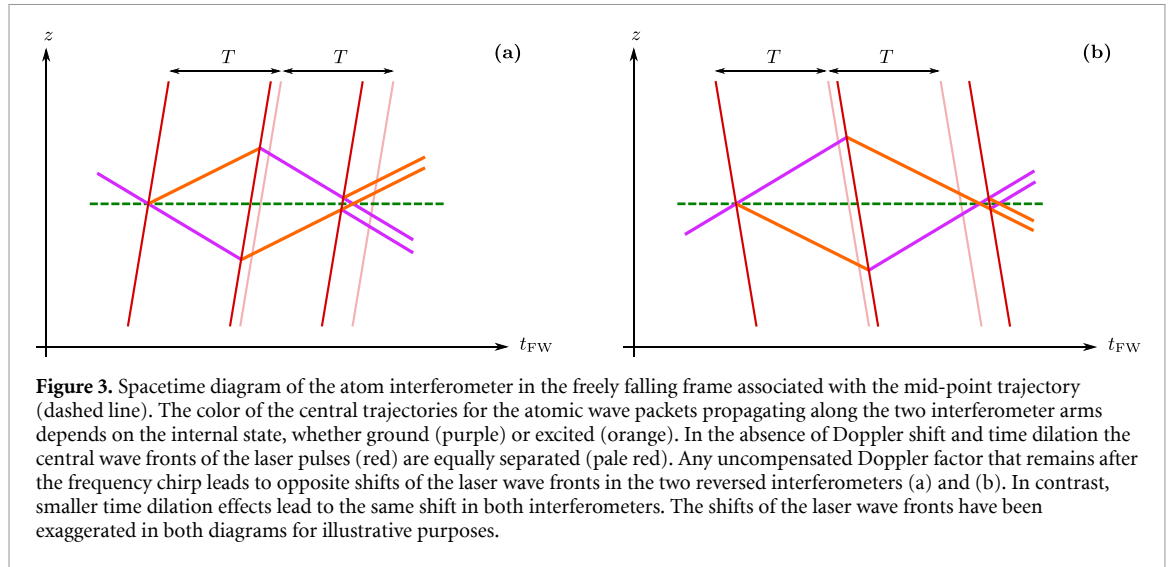 z
T
T
(a)
t_FW
z
T
T
(b)
t_FW
Figure 3. Spacetime diagram of the atom interferometer in the freely falling frame associated with the mid-point trajectory
(dashed line). The color of the central trajectories for the atomic wave packets propagating along the two interferometer arms
depends on the internal state, whether ground (purple) or excited (orange). In the absence of Doppler shift and time dilation the
central wave fronts of the laser pulses (red) are equally separated (pale red). Any uncompensated Doppler factor that remains after
the frequency chirp leads to opposite shifts of the laser wave fronts in the two reversed interferometers (a) and (b). In contrast,
smaller time dilation effects lead to the same shift in both interferometers. The shifts of the laser wave fronts have been
exaggerated in both diagrams for illustrative purposes.